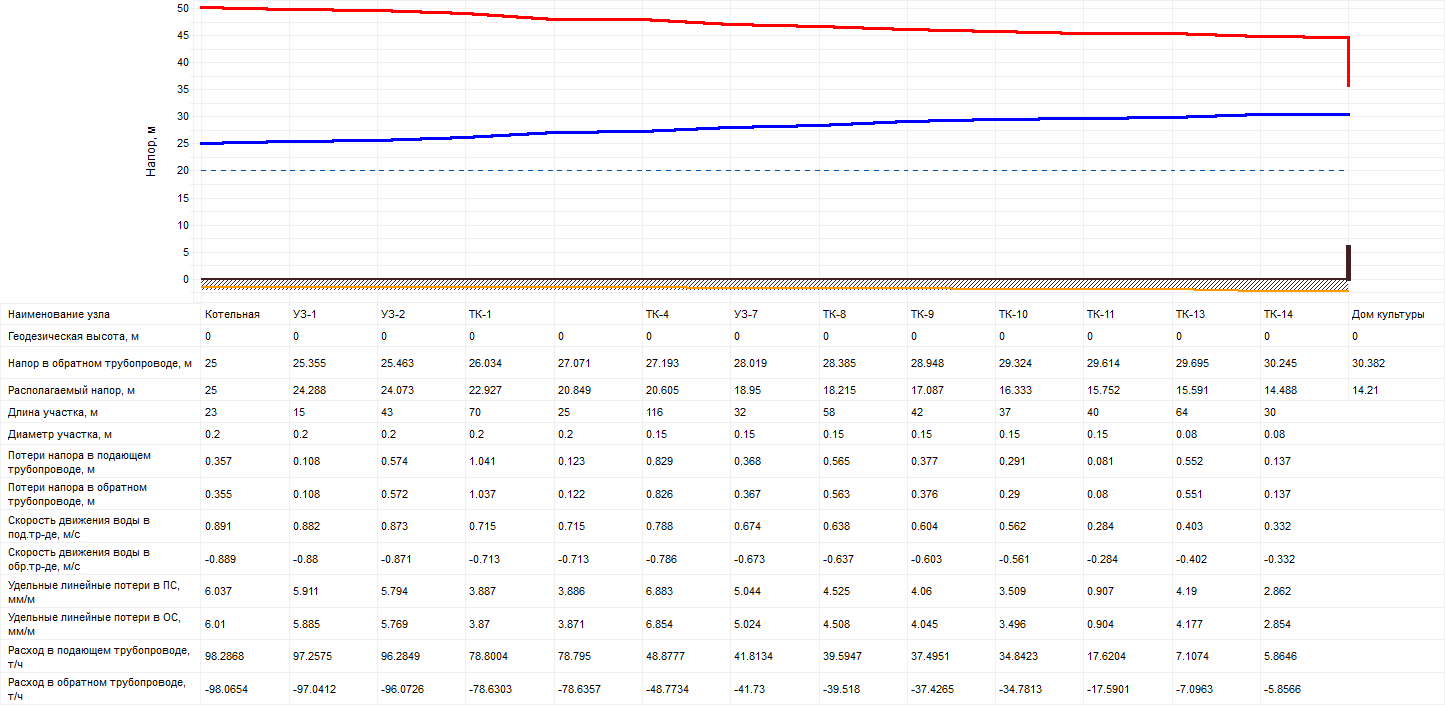 50
45
40
35
30
25
20
15
10
5
0
Напор, м
Наименование узла Котельная УЗ-1 УЗ-2 ТК-1 ТК-4 УЗ-7 ТК-8 ТК-9 ТК-10 ТК-11 ТК-13 ТК-14 Дом культуры
Геодезическая высота, м 0 0 0 0 0 0 0 0 0 0 0 0 0 0
Напор в обратном трубопроводе, м 25 25.355 25.463 26.034 27.071 27.193 28.019 28.385 28.948 29.324 29.614 29.695 30.245 30.382
Располагаемый напор, м 25 24.288 24.073 22.927 20.849 20.605 18.95 18.215 17.087 16.333 15.752 15.591 14.488 14.21
Длина участка, м 23 15 43 70 25 116 32 58 42 37 40 64 30
Диаметр участка, м 0.2 0.2 0.2 0.2 0.2 0.15 0.15 0.15 0.15 0.15 0.15 0.08 0.08
Потери напора в подающем
трубопроводе, м 0.357 0.108 0.574 1.041 0.123 0.829 0.368 0.565 0.377 0.291 0.081 0.552 0.137
Потери напора в обратном
трубопроводе, м 0.355 0.108 0.572 1.037 0.122 0.826 0.367 0.563 0.376 0.29 0.08 0.551 0.137
Скорость движения воды в
под.тр-де, м/с 0.891 0.882 0.873 0.715 0.715 0.788 0.674 0.638 0.604 0.562 0.284 0.403 0.332
Скорость движения воды в
обр.тр-де, м/с -0.889 -0.88 -0.871 -0.713 -0.713 -0.786 -0.673 -0.637 -0.603 -0.561 -0.284 -0.402 -0.332
Удельные линейные потери в ПС,
мм/м 6.037 5.911 5.794 3.887 3.886 6.883 5.044 4.525 4.06 3.509 0.907 4.19 2.862
Удельные линейные потери в ОС,
мм/м 6.01 5.885 5.769 3.87 3.871 6.854 5.024 4.508 4.045 3.496 0.904 4.177 2.854
Расход в подающем трубопроводе,
т/ч 98.2868 97.2575 96.2849 78.8004 78.795 48.8777 41.8134 39.5947 37.4951 34.8423 17.6204 7.1074 5.8646
Расход в обратном трубопроводе,
т/ч -98.0654 -97.0412 -96.0726 -78.6303 -78.6357 -48.7734 -41.73 -39.518 -37.4265 -34.7813 -17.5901 -7.0963 -5.8566